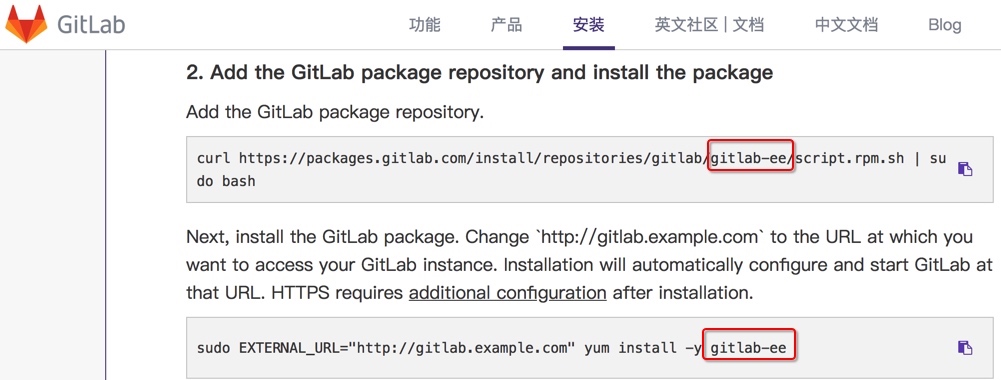 GitLab 功能 产品 安装 英文社区 | 文档 中文文档 Blog
2. Add the GitLab package repository and install the package
Add the GitLab package repository.
curl https://packages.gitlab.com/install/repositories/gitlab/gitlab-ee/script.rpm.sh | su
do bash
Next, install the GitLab package. Change `http://gitlab.example.com` to the URL at which you
want to access your GitLab instance. Installation will automatically configure and start GitLab at
that URL. HTTPS requires additional configuration after installation.
sudo EXTERNAL_URL="http://gitlab.example.com" yum install -y gitlab-ee